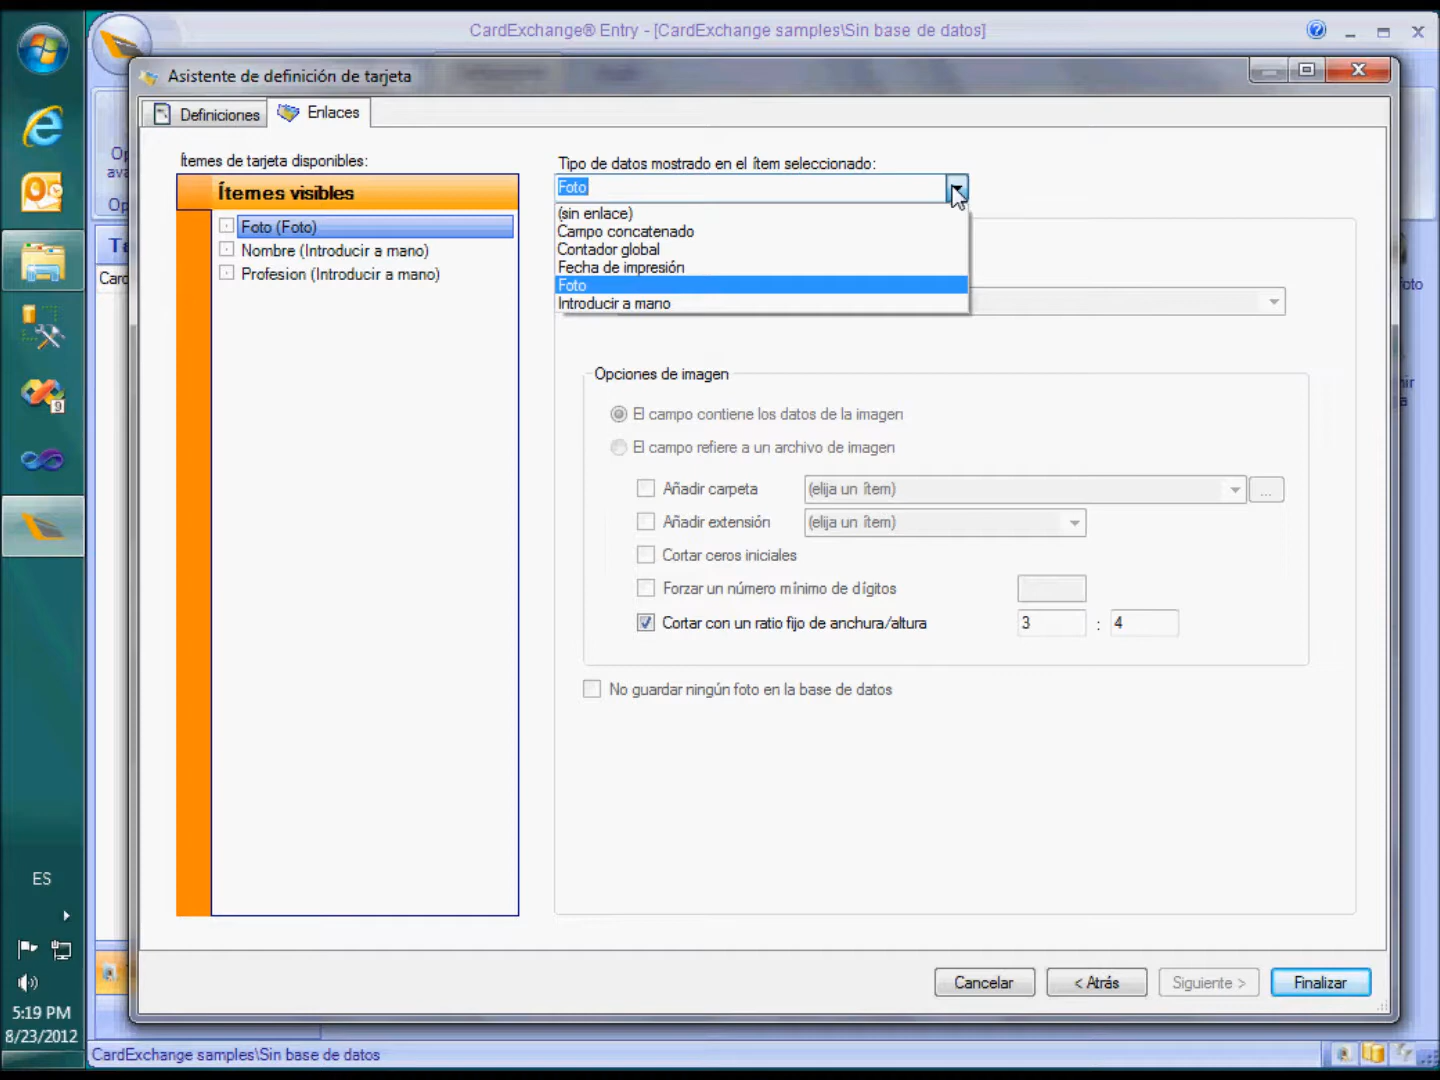 CardExchange® Entry - [CardExchange samples\Sin base de datos]
Asistente de definición de tarjeta
Definiciones
Enlaces
Ítemes de tarjeta disponibles:
Ítemes visibles
Foto (Foto)
Nombre (Introducir a mano)
Profesion (Introducir a mano)
Tipo de datos mostrado en el ítem seleccionado:
Foto
(sin enlace)
Campo concatenado
Contador global
Fecha de impresión
Foto
Introducir a mano
Opciones de imagen
El campo contiene los datos de la imagen
El campo refiere a un archivo de imagen
Añadir carpeta
(elija un ítem)
...
Añadir extensión
(elija un ítem)
Cortar ceros iniciales
Forzar un número mínimo de dígitos
Cortar con un ratio fijo de anchura/altura
3 : 4
No guardar ningún foto en la base de datos
Cancelar
< Atrás
Siguiente >
Finalizar
9
ES
5:19 PM
8/23/2012
CardExchange samples\Sin base de datos